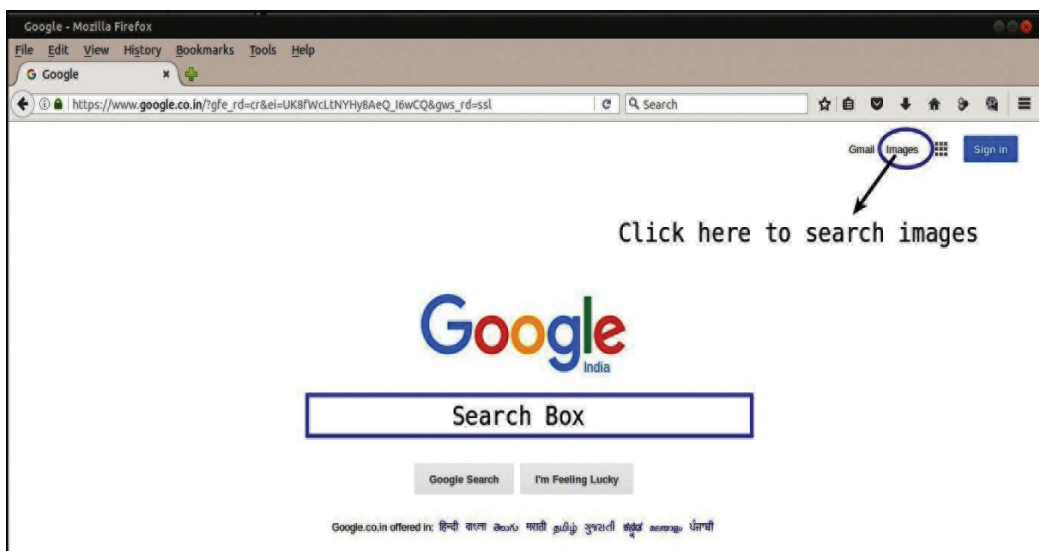 Google - Mozilla Firefox
File Edit View History Bookmarks Tools Help
G Google
https://www.google.co.in/?gfe_rd=cr&ei=UK8fWcLtNYHy8AeQ_I6wCQ&gws_rd=ssl Search
Gmail Images Sign in
Click here to search images
Google
India
Search Box
Google Search I'm Feeling Lucky
Google.co.in offered in: हिन्दी বাংলা తెలుగు मराठी தமிழ் ગુજરાતી ಕನ್ನಡ മലയാളം ਪੰਜਾਬੀ